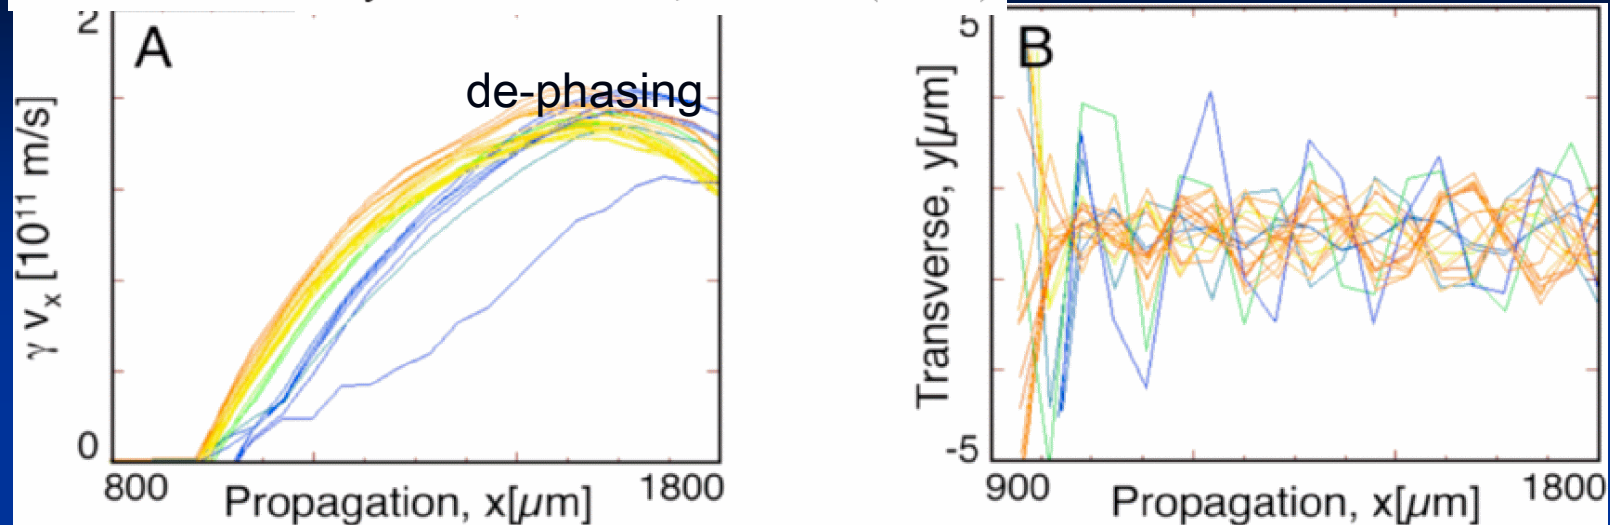 A
2
de-phasing
γ vₓ [10¹¹ m/s]
0
800
1800
Propagation, x[μm]
B
5
Transverse, y[μm]
-5
900
1800
Propagation, x[μm]